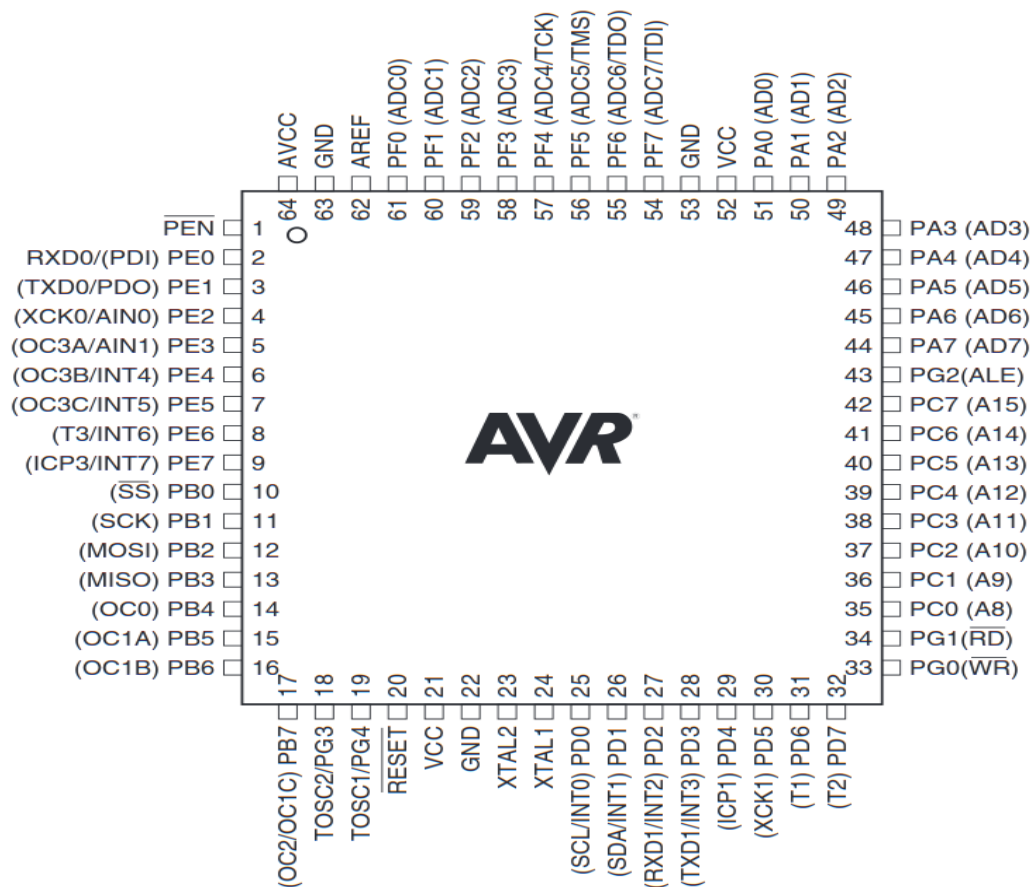 AVCC
GND
AREF
PF0 (ADC0)
PF1 (ADC1)
PF2 (ADC2)
PF3 (ADC3)
PF4 (ADC4/TCK)
PF5 (ADC5/TMS)
PF6 (ADC6/TDO)
PF7 (ADC7/TDI)
GND
VCC
PA0 (AD0)
PA1 (AD1)
PA2 (AD2)
64 63 62 61 60 59 58 57 56 55 54 53 52 51 50 49
PEN 1
RXD0/(PDI) PE0 2
(TXD0/PDO) PE1 3
(XCK0/AIN0) PE2 4
(OC3A/AIN1) PE3 5
(OC3B/INT4) PE4 6
(OC3C/INT5) PE5 7
(T3/INT6) PE6 8
(ICP3/INT7) PE7 9
(SS) PB0 10
(SCK) PB1 11
(MOSI) PB2 12
(MISO) PB3 13
(OC0) PB4 14
(OC1A) PB5 15
(OC1B) PB6 16
AVR®
48 PA3 (AD3)
47 PA4 (AD4)
46 PA5 (AD5)
45 PA6 (AD6)
44 PA7 (AD7)
43 PG2(ALE)
42 PC7 (A15)
41 PC6 (A14)
40 PC5 (A13)
39 PC4 (A12)
38 PC3 (A11)
37 PC2 (A10)
36 PC1 (A9)
35 PC0 (A8)
34 PG1(RD)
33 PG0(WR)
17 18 19 20 21 22 23 24 25 26 27 28 29 30 31 32
(OC2/OC1C) PB7
TOSC2/PG3
TOSC1/PG4
RESET
VCC
GND
XTAL2
XTAL1
(SCL/INT0) PD0
(SDA/INT1) PD1
(RXD1/INT2) PD2
(TXD1/INT3) PD3
(ICP1) PD4
(XCK1) PD5
(T1) PD6
(T2) PD7